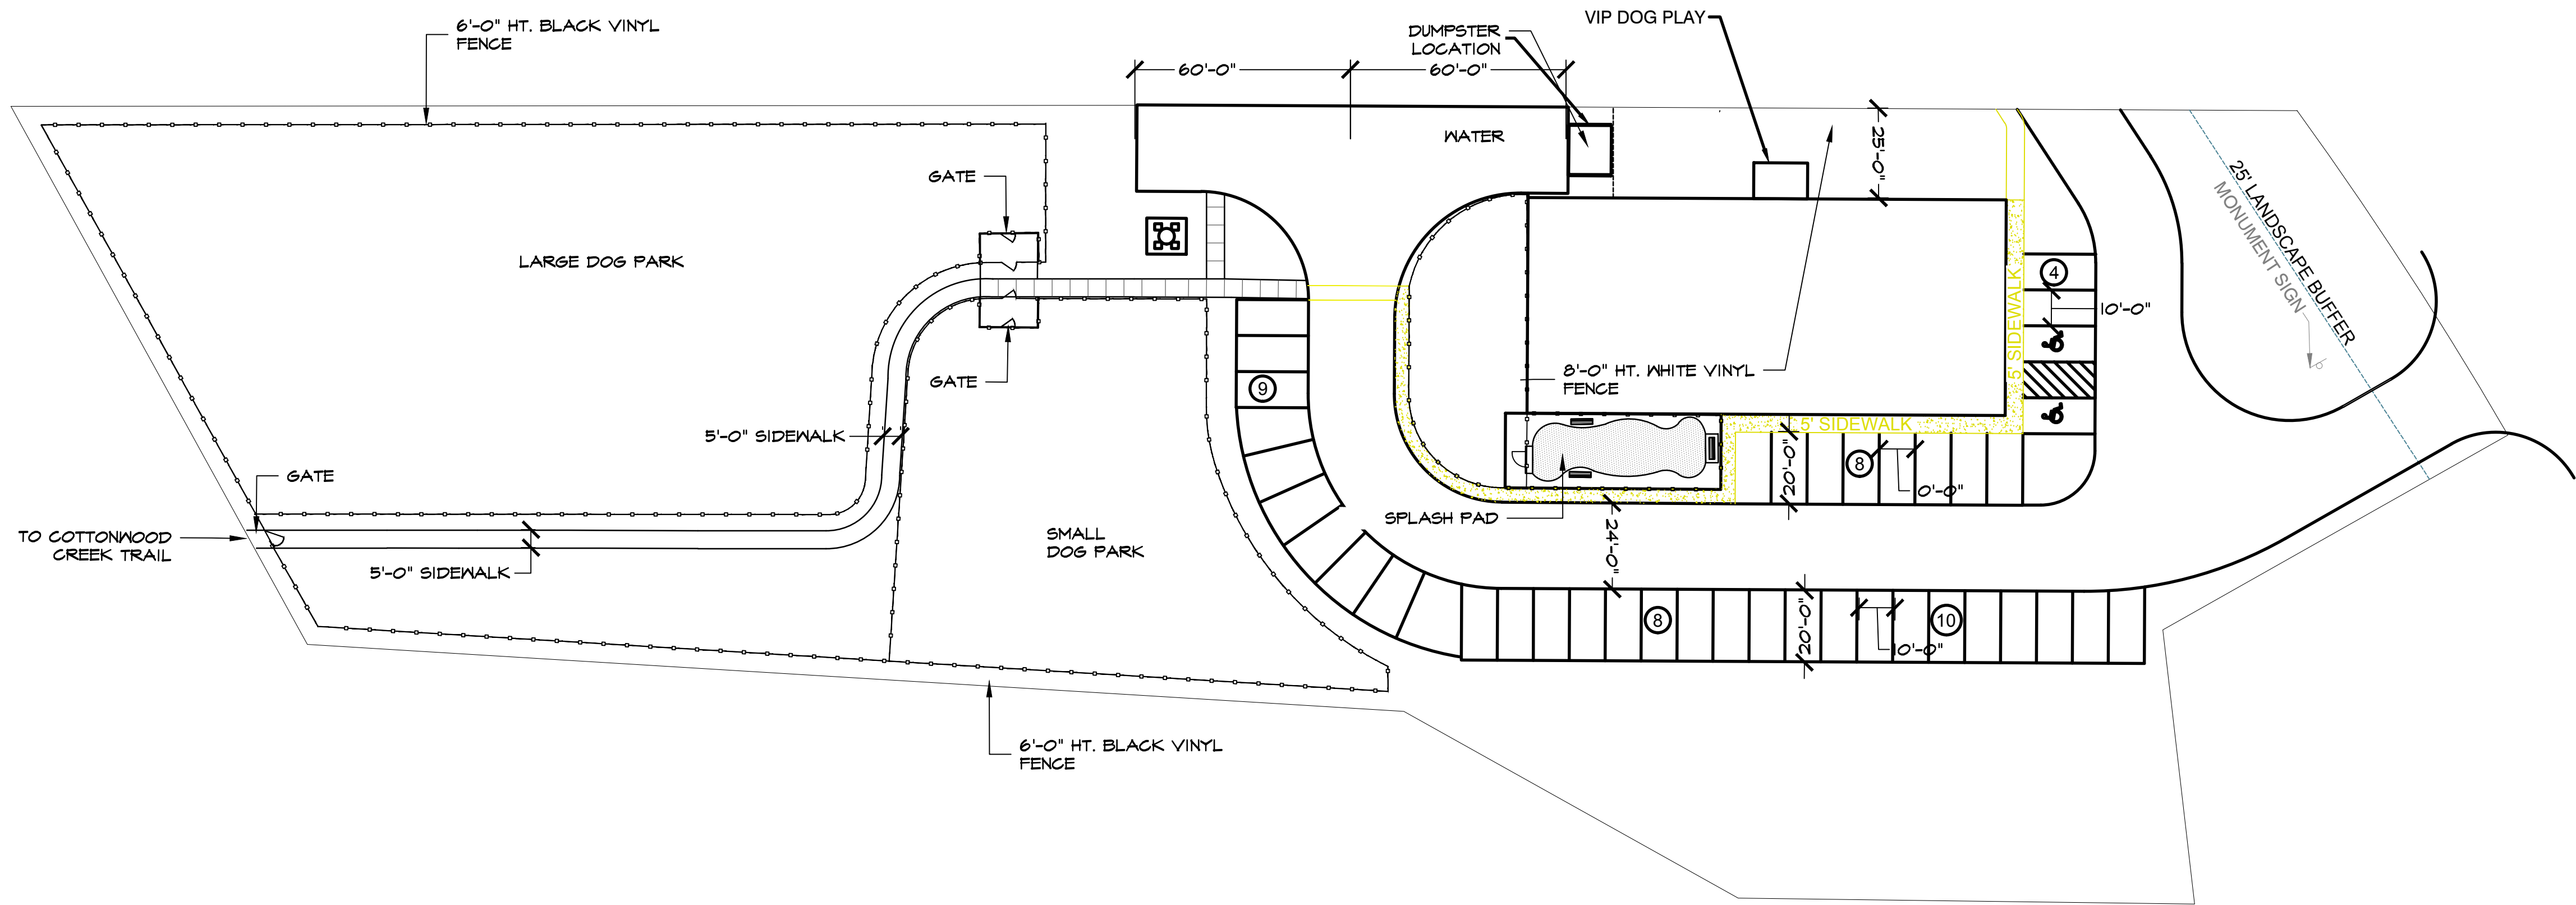 6'-0" HT. BLACK VINYL
FENCE
DUMPSTER
LOCATION
VIP DOG PLAY
60'-0"
60'-0"
WATER
25'-0"
25' LANDSCAPE BUFFER
MONUMENT SIGN
GATE
LARGE DOG PARK
4
10'-0"
5' SIDEWALK
8'-0" HT. WHITE VINYL
FENCE
GATE
9
5'-0" SIDEWALK
5' SIDEWALK
20'-0"
8
0'-0"
GATE
SPLASH PAD
24'-0"
TO COTTONWOOD
CREEK TRAIL
SMALL
DOG PARK
5'-0" SIDEWALK
8
20'-0"
10
10'-0"
6'-0" HT. BLACK VINYL
FENCE